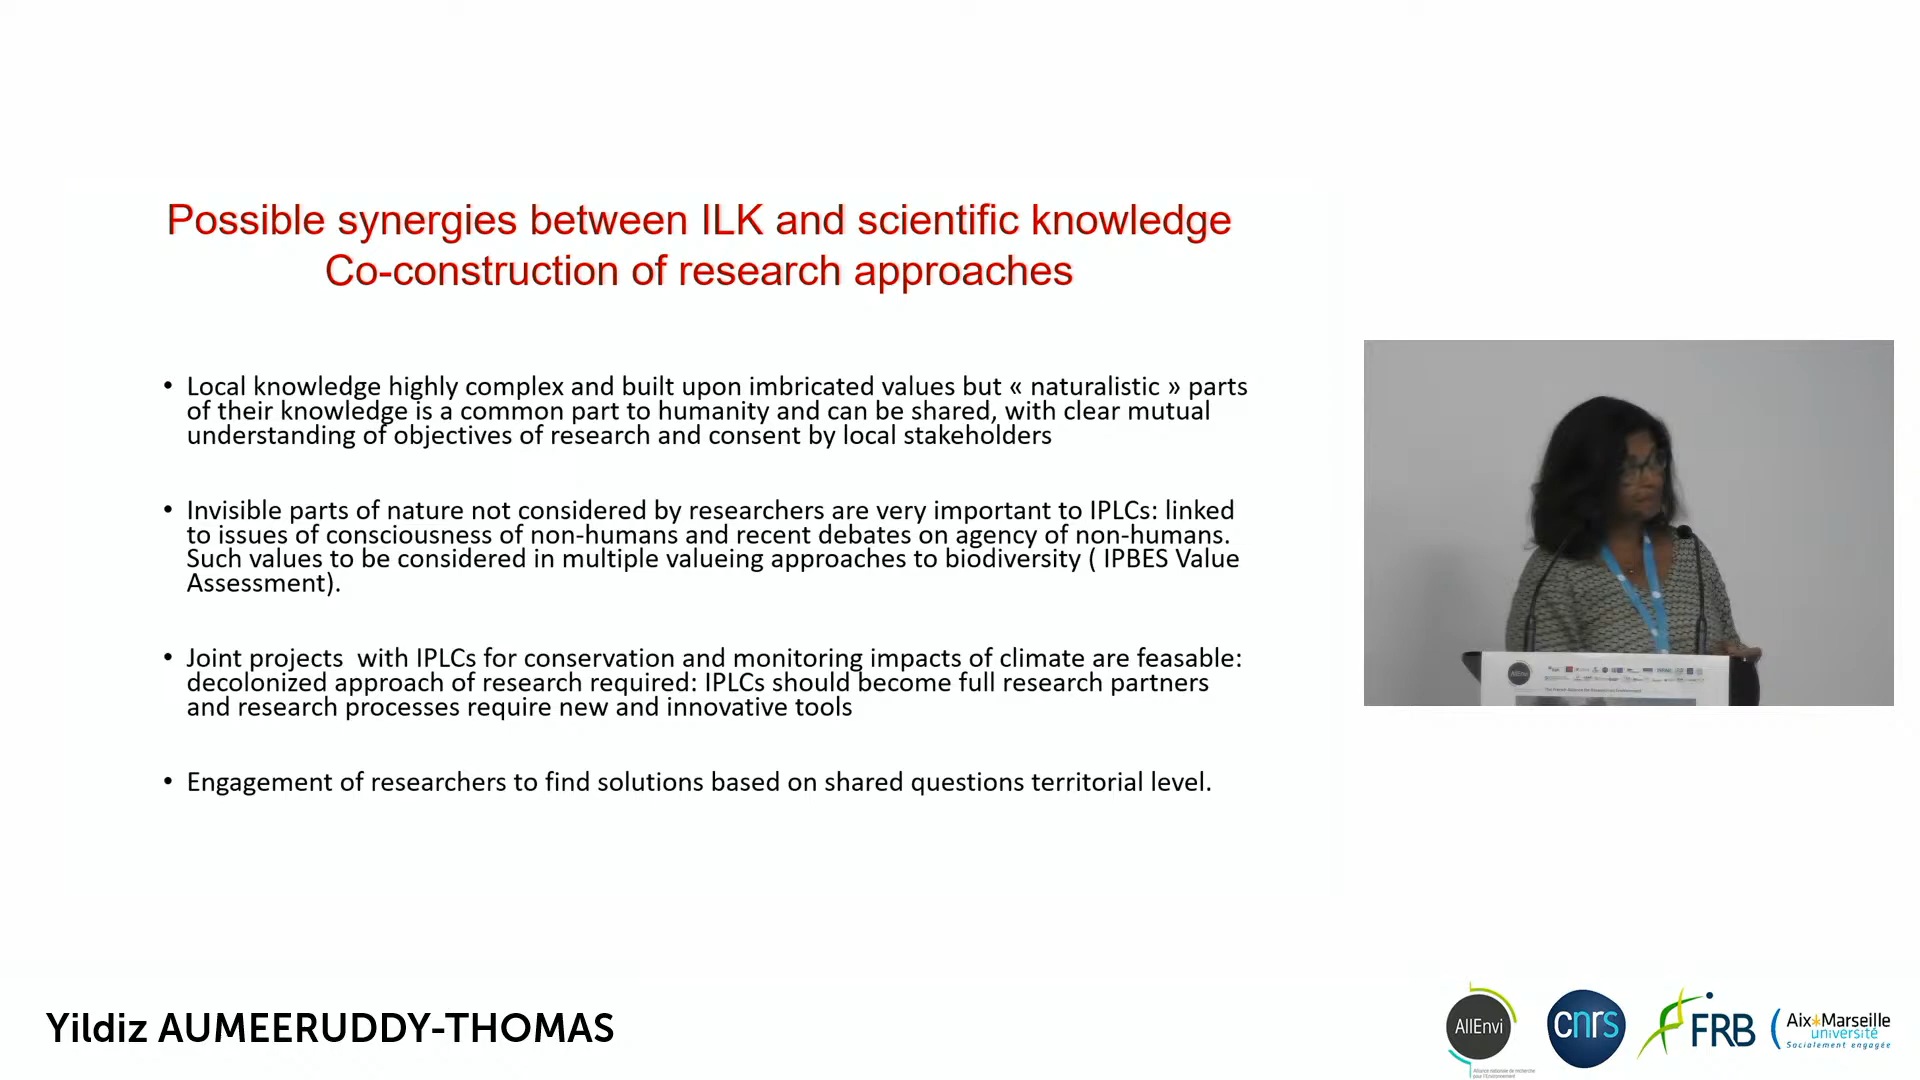 Possible synergies between ILK and scientific knowledge
Co-construction of research approaches
• Local knowledge highly complex and built upon imbricated values but « naturalistic » parts
of their knowledge is a common part to humanity and can be shared, with clear mutual
understanding of objectives of research and consent by local stakeholders
• Invisible parts of nature not considered by researchers are very important to IPLCs: linked
to issues of consciousness of non-humans and recent debates on agency of non-humans.
Such values to be considered in multiple valueing approaches to biodiversity ( IPBES Value
Assessment).
• Joint projects  with IPLCs for conservation and monitoring impacts of climate are feasable:
decolonized approach of research required: IPLCs should become full research partners
and research processes require new and innovative tools
• Engagement of researchers to find solutions based on shared questions territorial level.
AllEnvi
Yildiz AUMEERUDDY-THOMAS
AllEnvi
Alliance nationale de recherche
pour l'Environnement
cnrs
FRB
Aix*Marseille
université
Socialement engagée